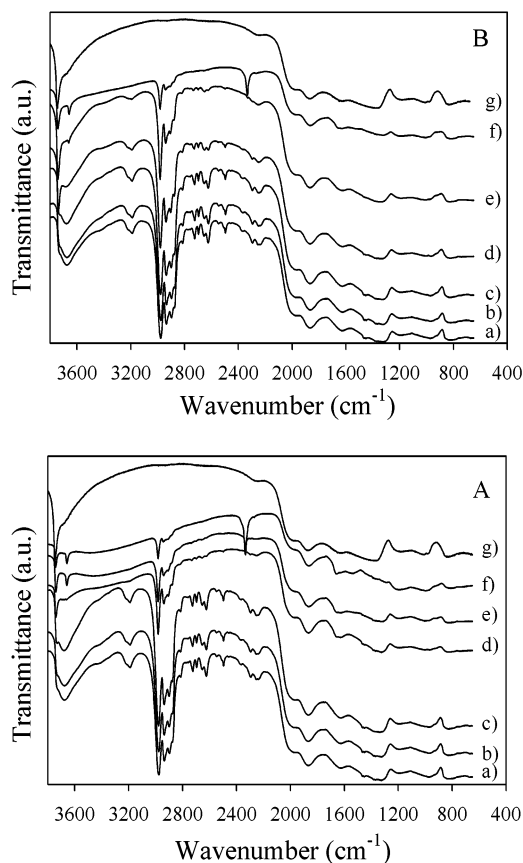 B
Transmittance (a.u.)
g)
f)
e)
d)
c)
b)
a)
3600 3200 2800 2400 2000 1600 1200 800 400
Wavenumber (cm-1)
A
Transmittance (a.u.)
g)
f)
e)
d)
c)
b)
a)
3600 3200 2800 2400 2000 1600 1200 800 400
Wavenumber (cm-1)